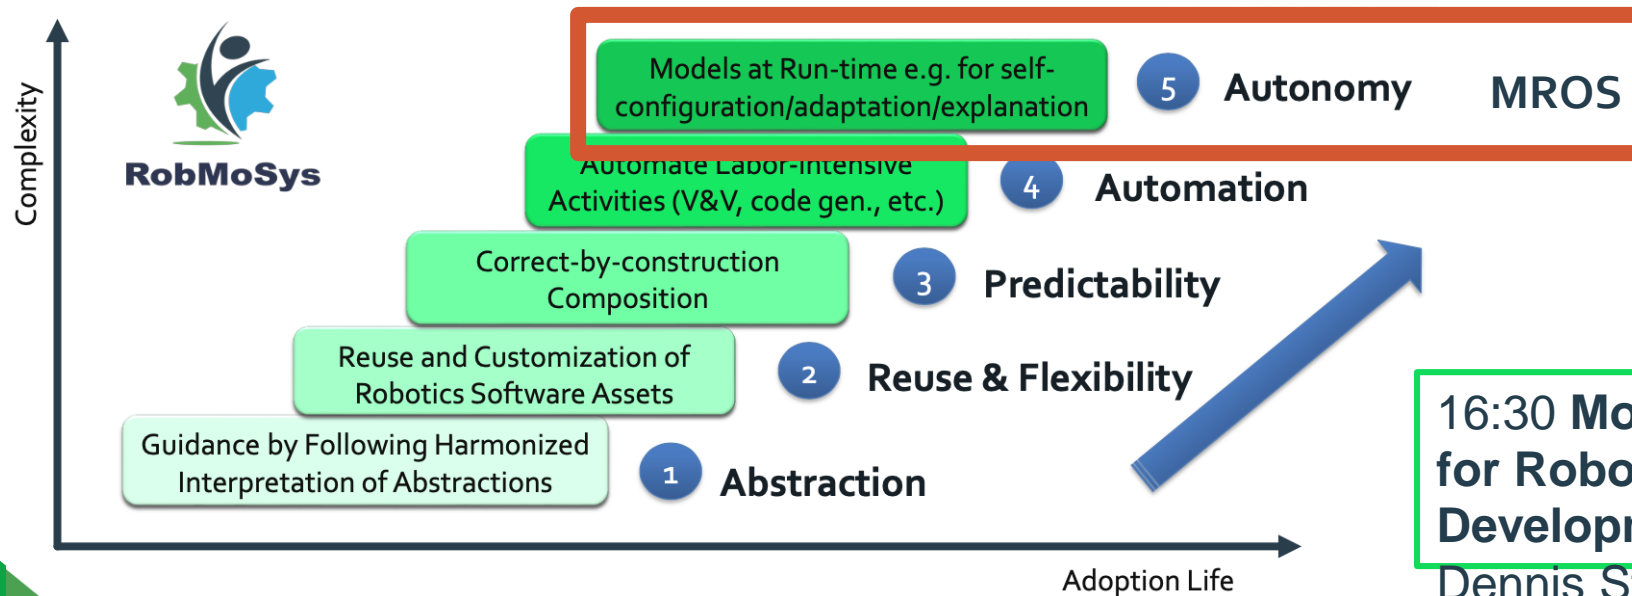 Complexity
RobMoSys
Models at Run-time e.g. for self-
configuration/adaptation/explanation
5
Autonomy
MROS
Automate Labor-Intensive
Activities (V&V, code gen., etc.)
4
Automation
Correct-by-construction
Composition
3
Predictability
Reuse and Customization of
Robotics Software Assets
2
Reuse & Flexibility
Guidance by Following Harmonized
Interpretation of Abstractions
1
Abstraction
Adoption Life
16:30
for
Dennis